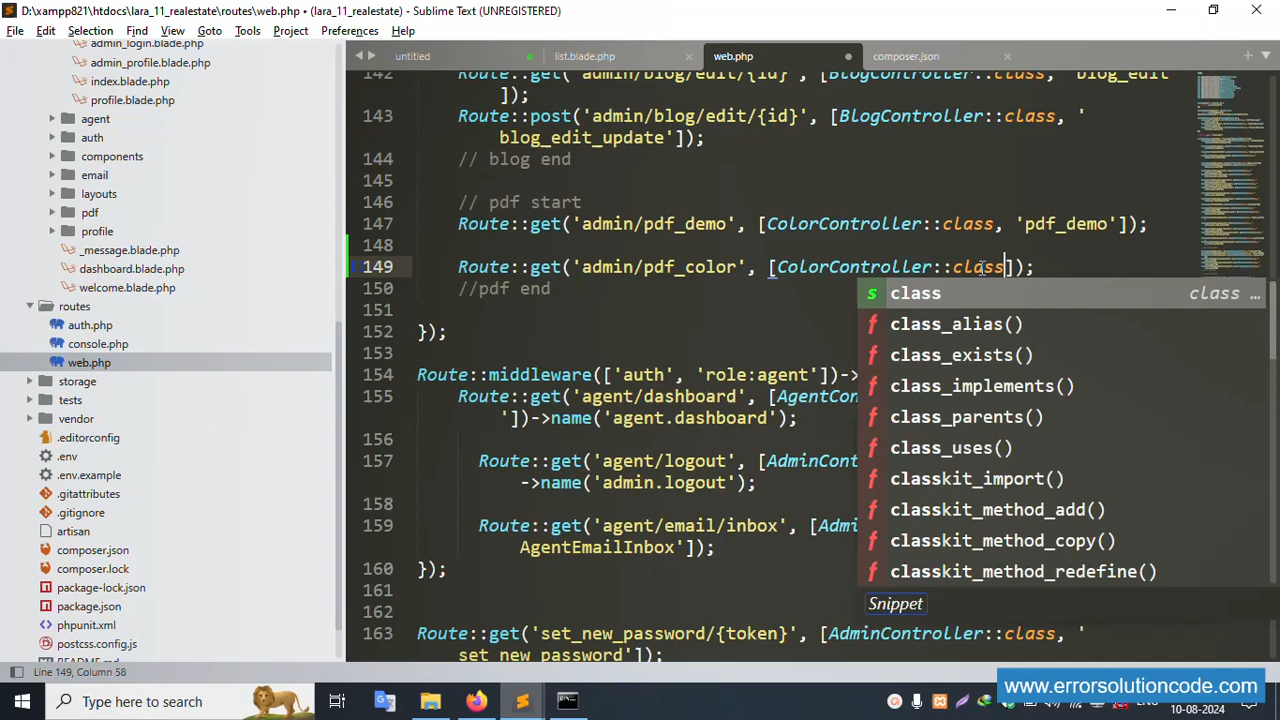 D:\xampp821\htdocs\lara_11_realestate\routes\web.php • (lara_11_realestate) - Sublime Text (UNREGISTERED)
File Edit Selection Find View Goto Tools Project Preferences Help
untitled list.blade.php web.php composer.json
admin_login.blade.php
admin_profile.blade.php
index.blade.php
profile.blade.php
agent
auth
components
email
layouts
pdf
profile
_message.blade.php
dashboard.blade.php
welcome.blade.php
routes
auth.php
console.php
web.php
storage
tests
vendor
.editorconfig
.env
.env.example
.gitattributes
.gitignore
artisan
composer.json
composer.lock
package-lock.json
package.json
phpunit.xml
postcss.config.js
README.md
142 Route::get('admin/blog/edit/{id}', [BlogController::class, 'blog_edit'
]);
143 Route::post('admin/blog/edit/{id}', [BlogController::class, '
blog_edit_update']);
144 // blog end
145
146 // pdf start
147 Route::get('admin/pdf_demo', [ColorController::class, 'pdf_demo']);
148
149 Route::get('admin/pdf_color', [ColorController::class]);
150 //pdf end
151
152 });
153
154 Route::middleware(['auth', 'role:agent'])->
155 Route::get('agent/dashboard', [AgentCon
'])->name('agent.dashboard');
156
157 Route::get('agent/logout', [AdminCont
->name('admin.logout');
158
159 Route::get('agent/email/inbox', [Adm
AgentEmailInbox']);
160 });
161
162
163 Route::get('set_new_password/{token}', [AdminController::class, '
set_new_password']);
s class class …
f class_alias()
f class_exists()
f class_implements()
f class_parents()
f class_uses()
f classkit_import()
f classkit_method_add()
f classkit_method_copy()
f classkit_method_redefine()
Snippet
Line 149, Column 58
www.errorsolutioncode.com
Type here to search
ENG
10-08-2024